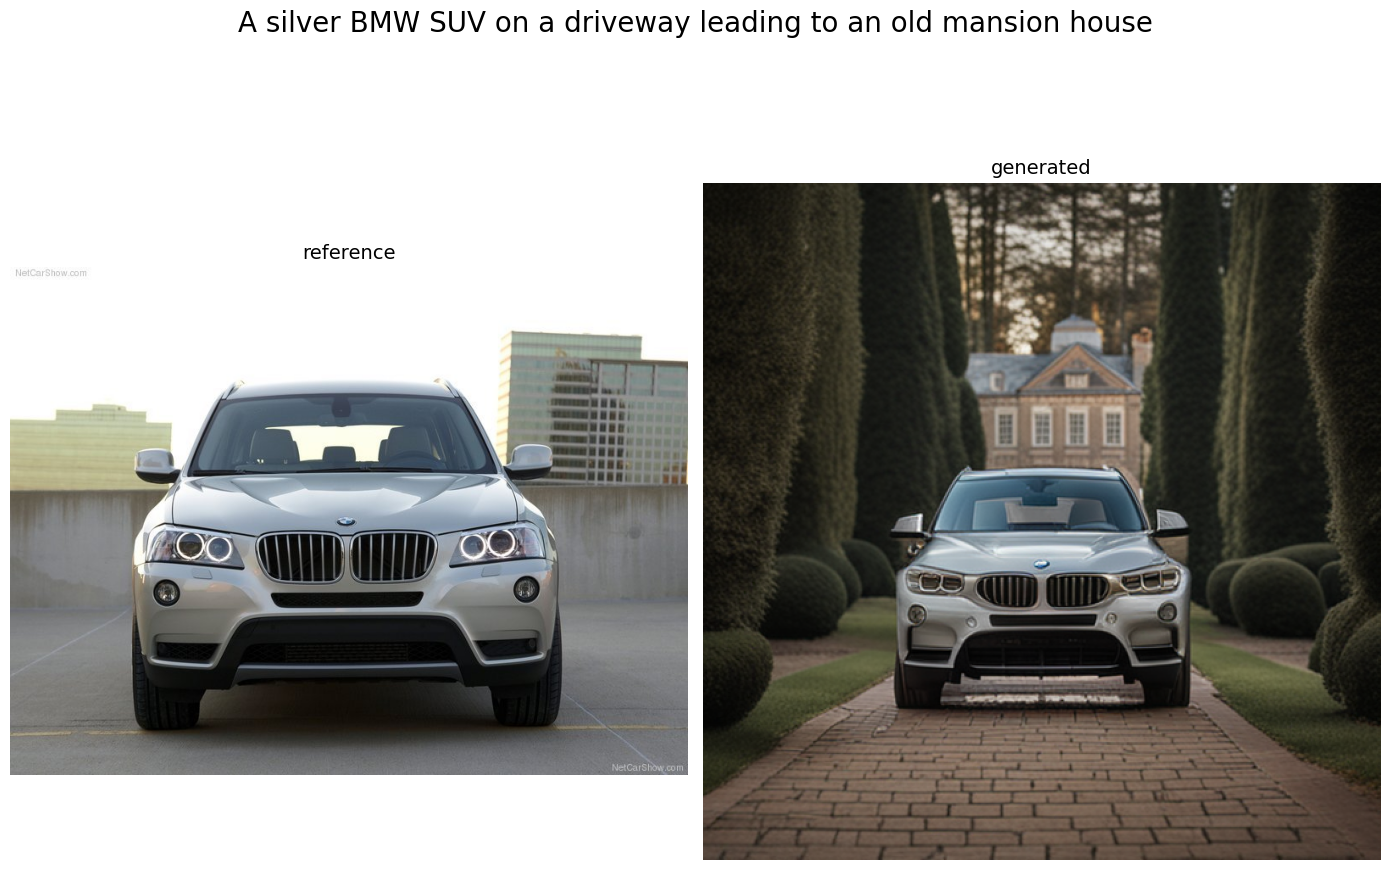 A silver BMW SUV on a driveway leading to an old mansion house
generated
reference
NetCarShow.com
NetCarShow.com